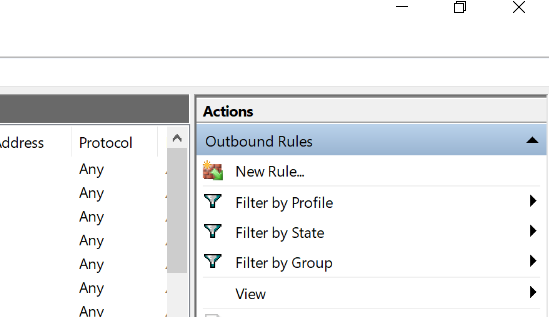 Actions
ddress Protocol
Outbound Rules
Any
New Rule...
Any
Filter by Profile
Any
Filter by State
Any
Any
Filter by Group
Any
View
Any